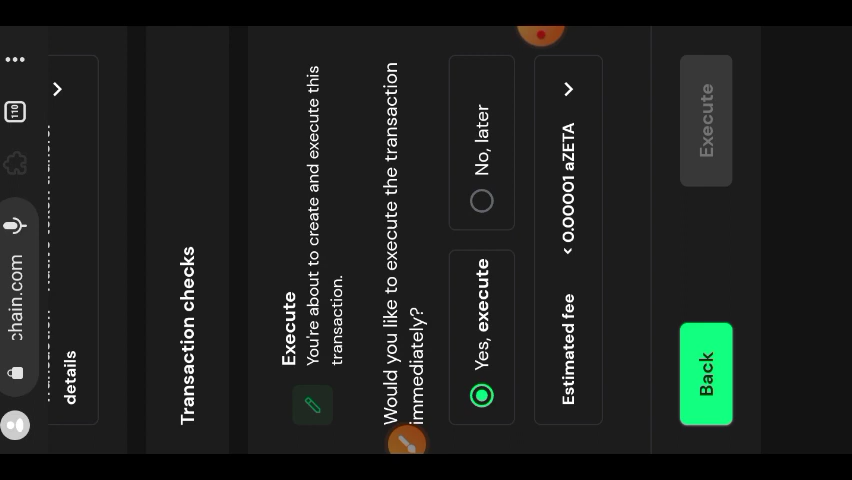 110
chain.com
details
Transaction checks
Execute
You're about to create and execute this
transaction.
Would you like to execute the transaction
immediately?
Yes, execute
No, later
Estimated fee
< 0.00001 aZETA
Back
Execute